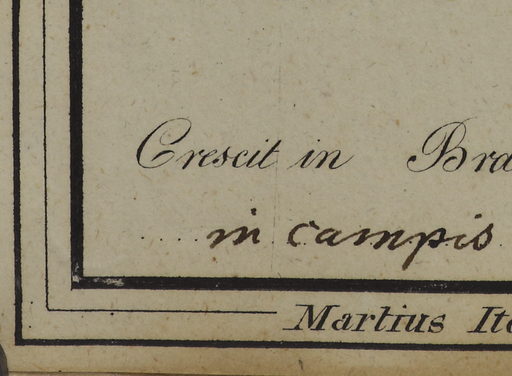 Crescit in Bra
in campis
Martius Ite